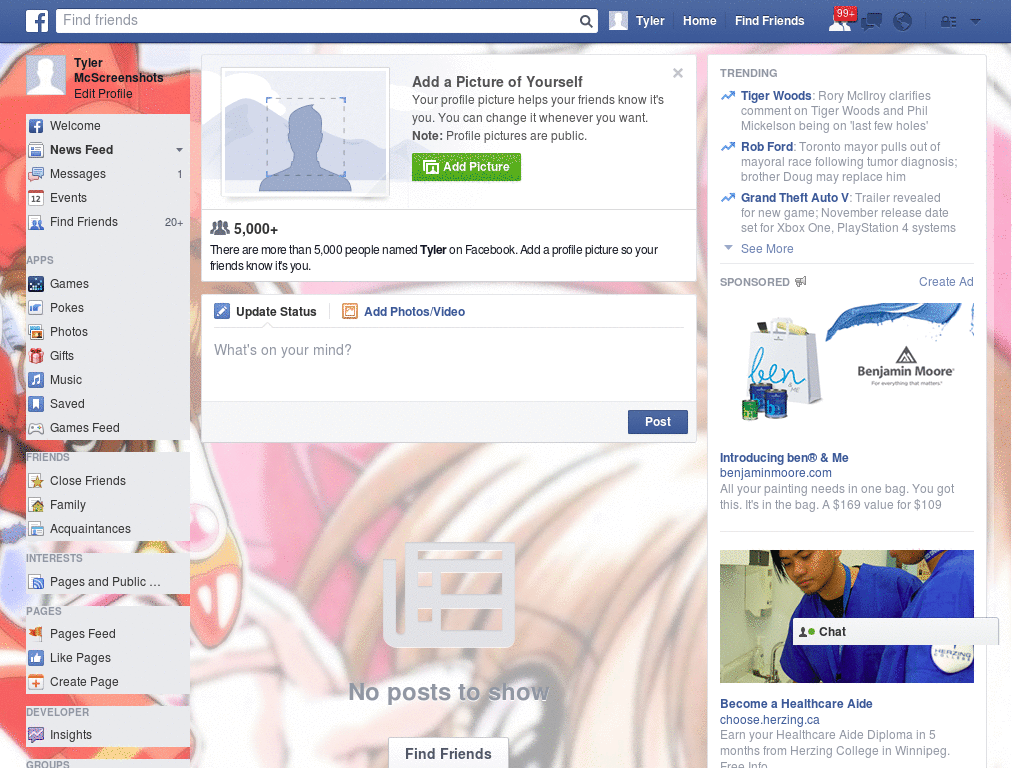 Find friends
Tyler
Home
Find Friends
99+
Tyler
McScreenshots
Edit Profile
Welcome
News Feed
Messages 1
Events
Find Friends 20+
APPS
Games
Pokes
Photos
Gifts
Music
Saved
Games Feed
FRIENDS
Close Friends
Family
Acquaintances
INTERESTS
Pages and Public ...
PAGES
Pages Feed
Like Pages
Create Page
DEVELOPER
Insights
GROUPS
Add a Picture of Yourself
Your profile picture helps your friends know it's
you. You can change it whenever you want.
Note: Profile pictures are public.
Add Picture
5,000+
There are more than 5,000 people named Tyler on Facebook. Add a profile picture so your
friends know it's you.
Update Status
Add Photos/Video
What's on your mind?
Post
No posts to show
Find Friends
TRENDING
Tiger Woods: Rory McIlroy clarifies
comment on Tiger Woods and Phil
Mickelson being on 'last few holes'
Rob Ford: Toronto mayor pulls out of
mayoral race following tumor diagnosis;
brother Doug may replace him
Grand Theft Auto V: Trailer revealed
for new game; November release date
set for Xbox One, PlayStation 4 systems
See More
SPONSORED
Create Ad
ben
& ME
Benjamin Moore
For everything that matters.
Introducing ben® & Me
benjaminmoore.com
All your painting needs in one bag. You got
this. It's in the bag. A $169 value for $109
Chat
HERZING
COLLEGE
Become a Healthcare Aide
choose.herzing.ca
Earn your Healthcare Aide Diploma in 5
months from Herzing College in Winnipeg.
Free Info